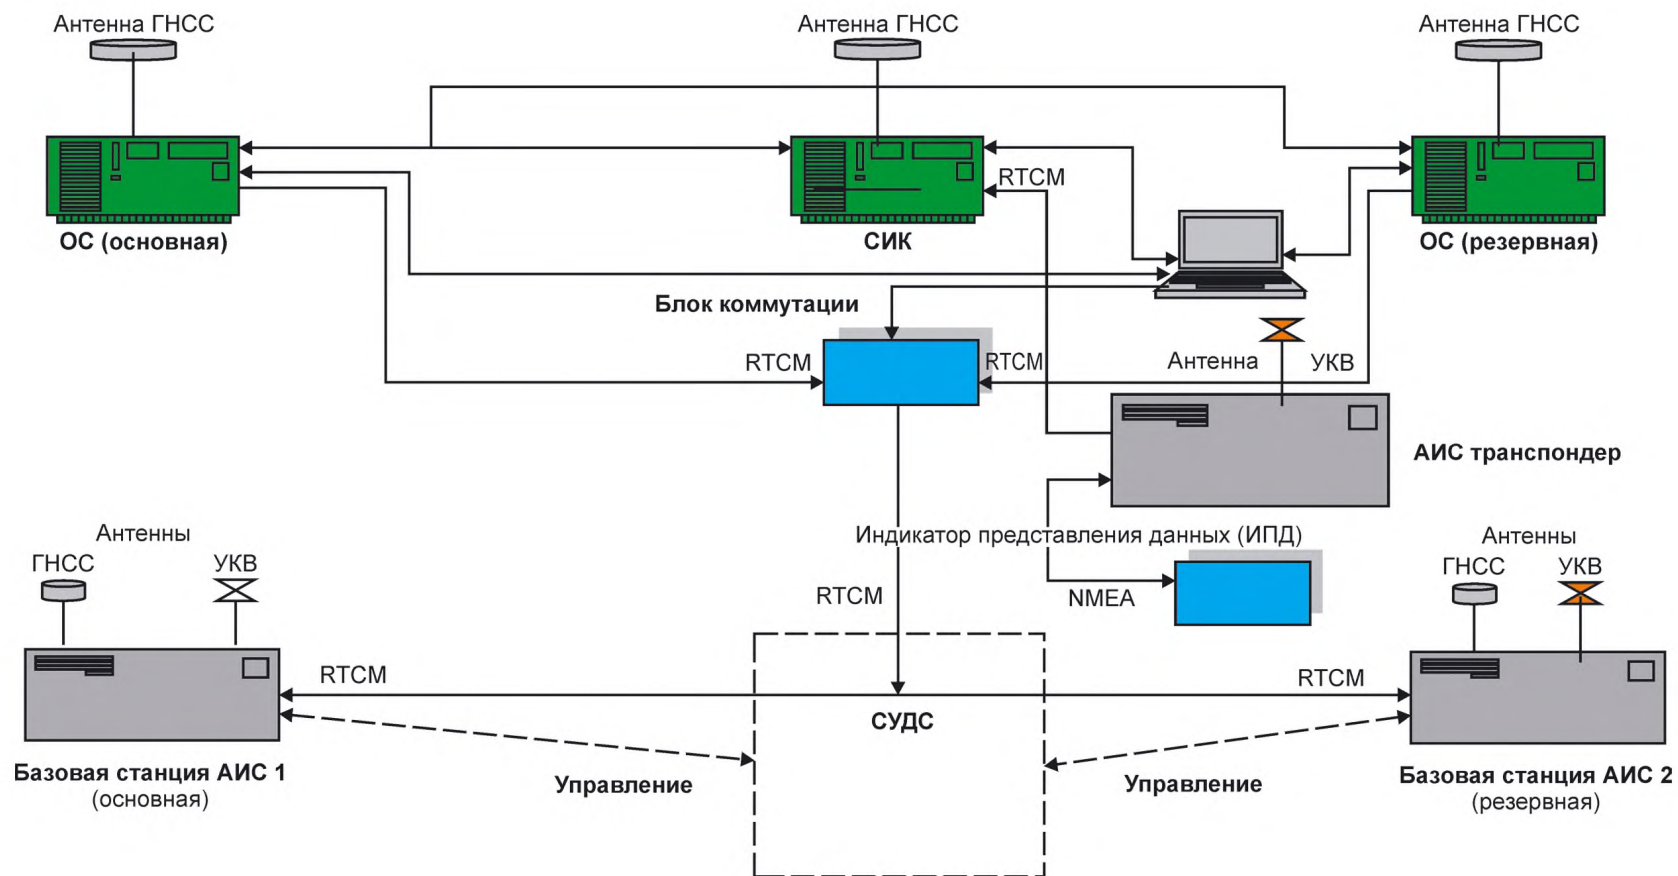 Антенна ГНСС
Антенна ГНСС
Антенна ГНСС
RTCM
ОС (основная)
СИК
ОС (резервная)
Блок коммутации
RTCM
RTCM
Антенна
УКВ
АИС транспондер
Индикатор представления данных (ИПД)
Антенны
ГНСС
УКВ
RTCM
NMEA
Антенны
ГНСС
УКВ
RTCM
RTCM
СУДС
Базовая станция АИС 1
(основная)
Управление
Управление
Базовая станция АИС 2
(резервная)